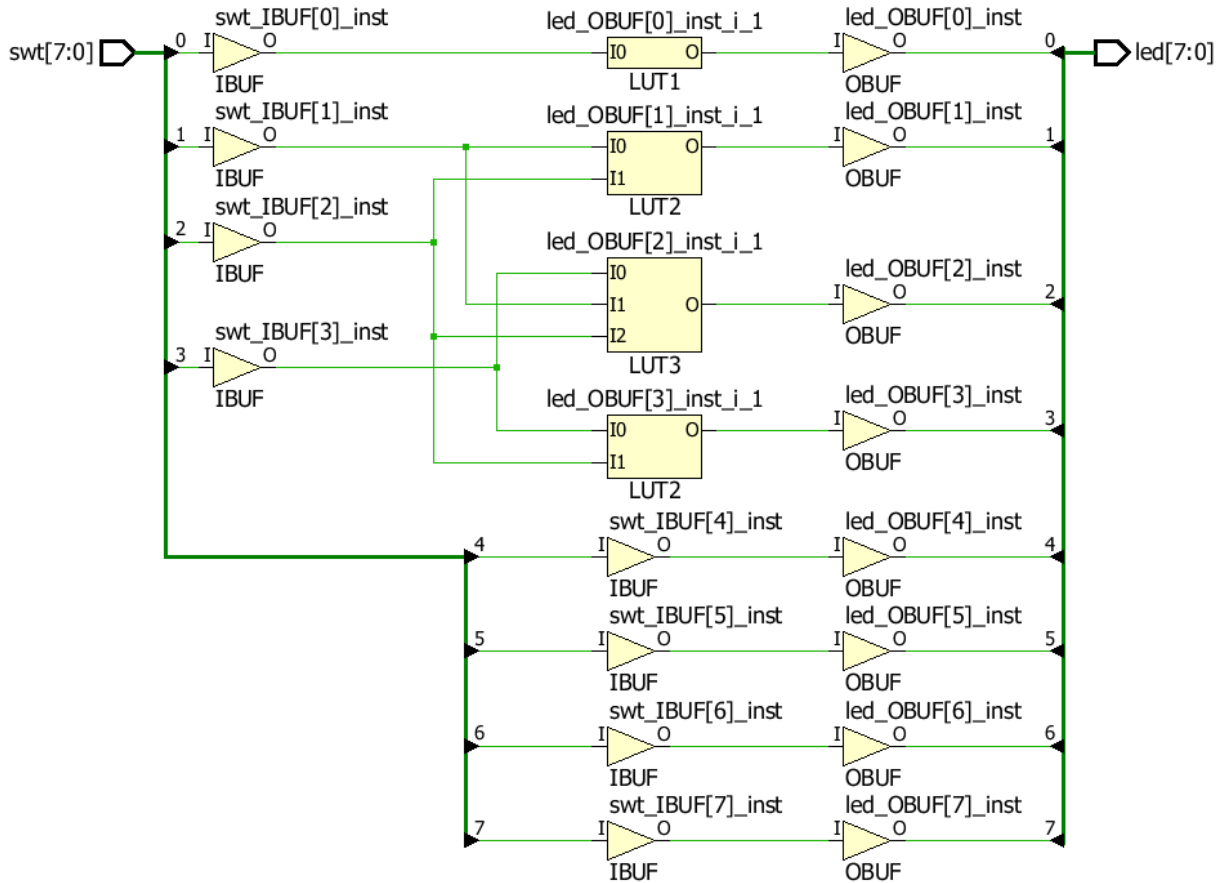 swt[7:0]
0
swt_IBUF[0]_inst
I
O
IBUF
led_OBUF[0]_inst_i_1
I0
O
LUT1
led_OBUF[0]_inst
I
O
OBUF
0
led[7:0]
1
swt_IBUF[1]_inst
I
O
IBUF
led_OBUF[1]_inst_i_1
I0
O
I1
LUT2
led_OBUF[1]_inst
I
O
OBUF
1
2
swt_IBUF[2]_inst
I
O
IBUF
led_OBUF[2]_inst_i_1
I0
I1
O
I2
LUT3
led_OBUF[2]_inst
I
O
OBUF
2
3
swt_IBUF[3]_inst
I
O
IBUF
led_OBUF[3]_inst_i_1
I0
O
I1
LUT2
led_OBUF[3]_inst
I
O
OBUF
3
4
swt_IBUF[4]_inst
I
O
IBUF
led_OBUF[4]_inst
I
O
OBUF
4
5
swt_IBUF[5]_inst
I
O
IBUF
led_OBUF[5]_inst
I
O
OBUF
5
6
swt_IBUF[6]_inst
I
O
IBUF
led_OBUF[6]_inst
I
O
OBUF
6
7
swt_IBUF[7]_inst
I
O
IBUF
led_OBUF[7]_inst
I
O
OBUF
7